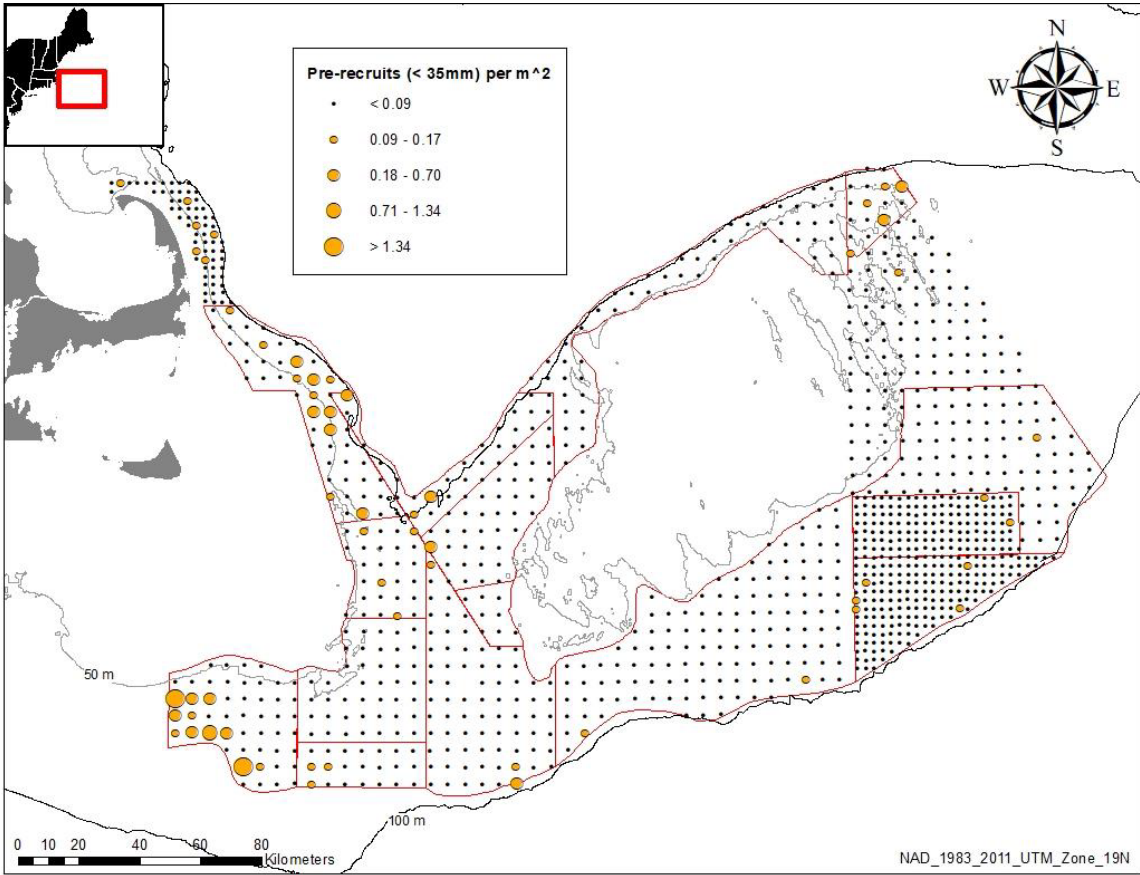 N
W E
S
Pre-recruits (< 35mm) per m^2
< 0.09
0.09 - 0.17
0.18 - 0.70
0.71 - 1.34
> 1.34
50 m
100 m
0 10 20 40 60 80
Kilometers
NAD_1983_2011_UTM_Zone_19N